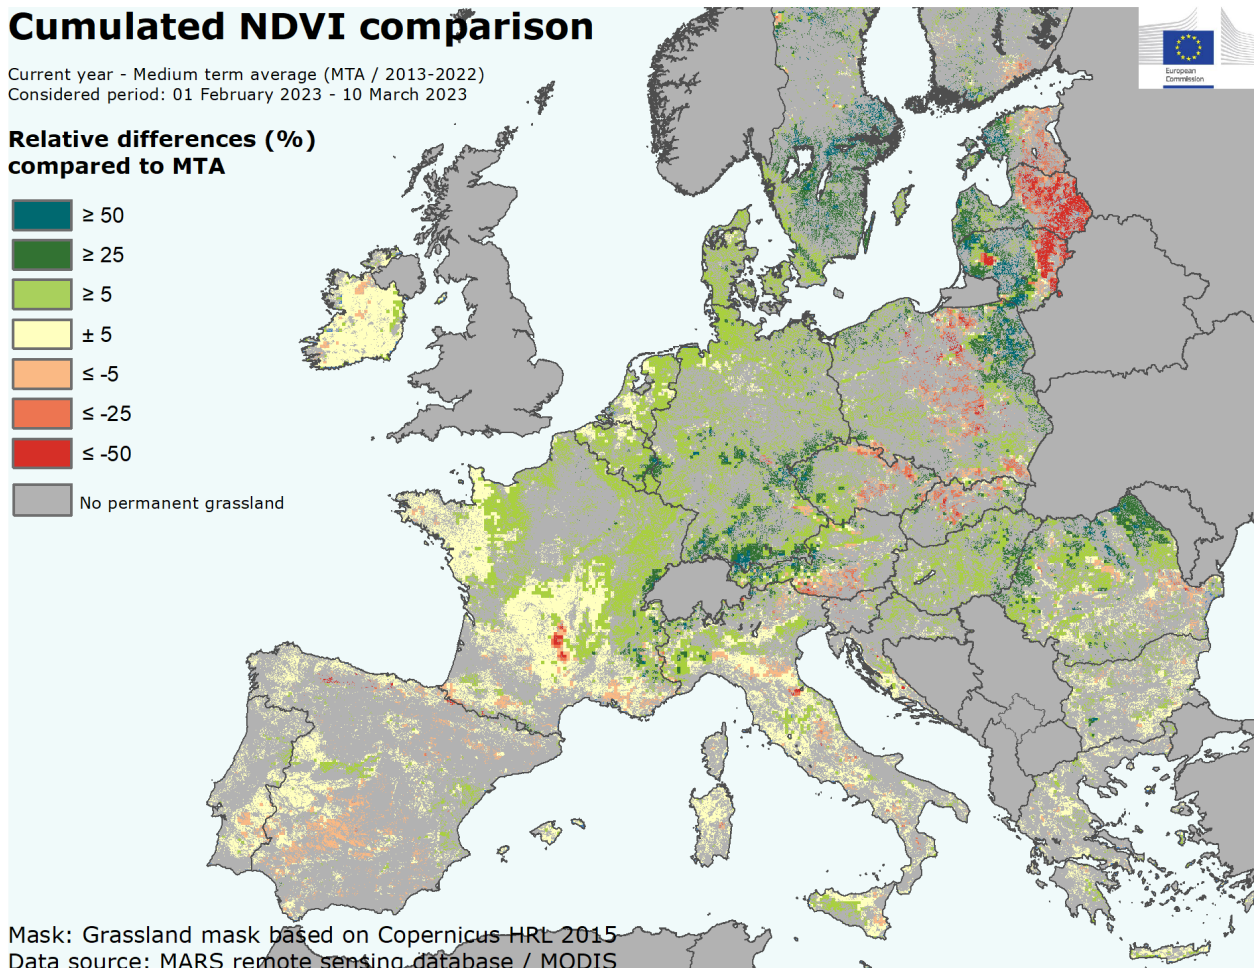 Cumulated NDVI comparison
Current year - Medium term average (MTA / 2013-2022)
Considered period: 01 February 2023 - 10 March 2023
Relative differences (%)
compared to MTA
≥ 50
≥ 25
≥ 5
± 5
≤ -5
≤ -25
≤ -50
No permanent grassland
European
Commission
Mask: Grassland mask based on Copernicus HRL 2015
Data source: MARS remote sensing database / MODIS